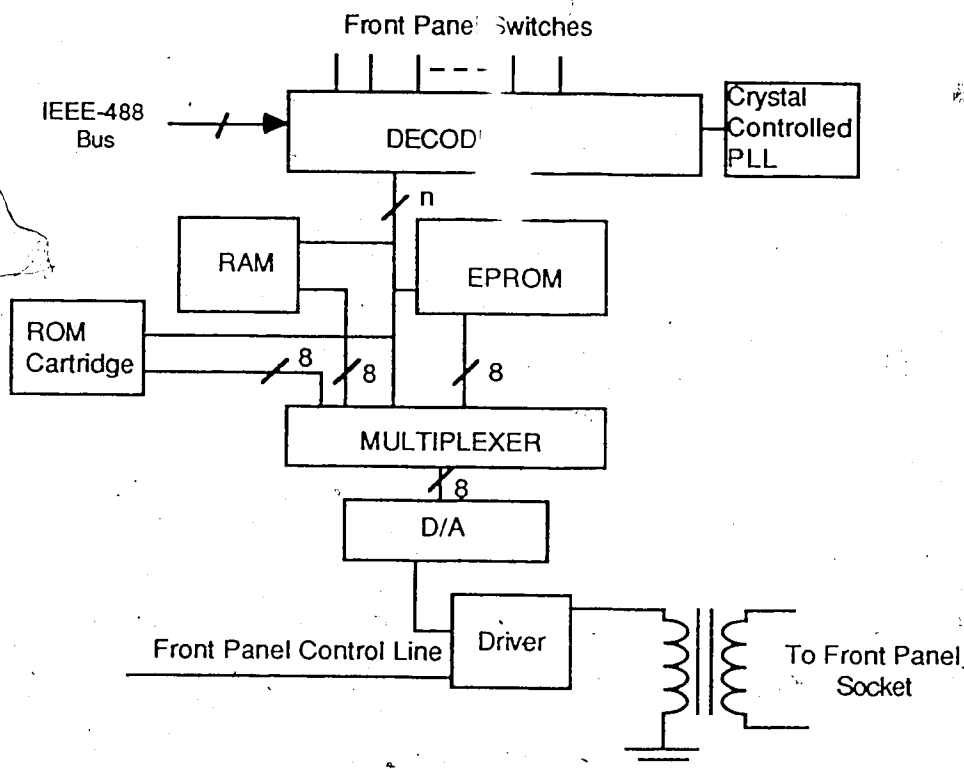 Front Panel Switches
IEEE-488
Bus
DECOD
Crystal
Controlled
PLL
n
RAM
EPROM
ROM
Cartridge
8
8
8
MULTIPLEXER
8
D/A
Driver
Front Panel Control Line
To Front Panel
Socket